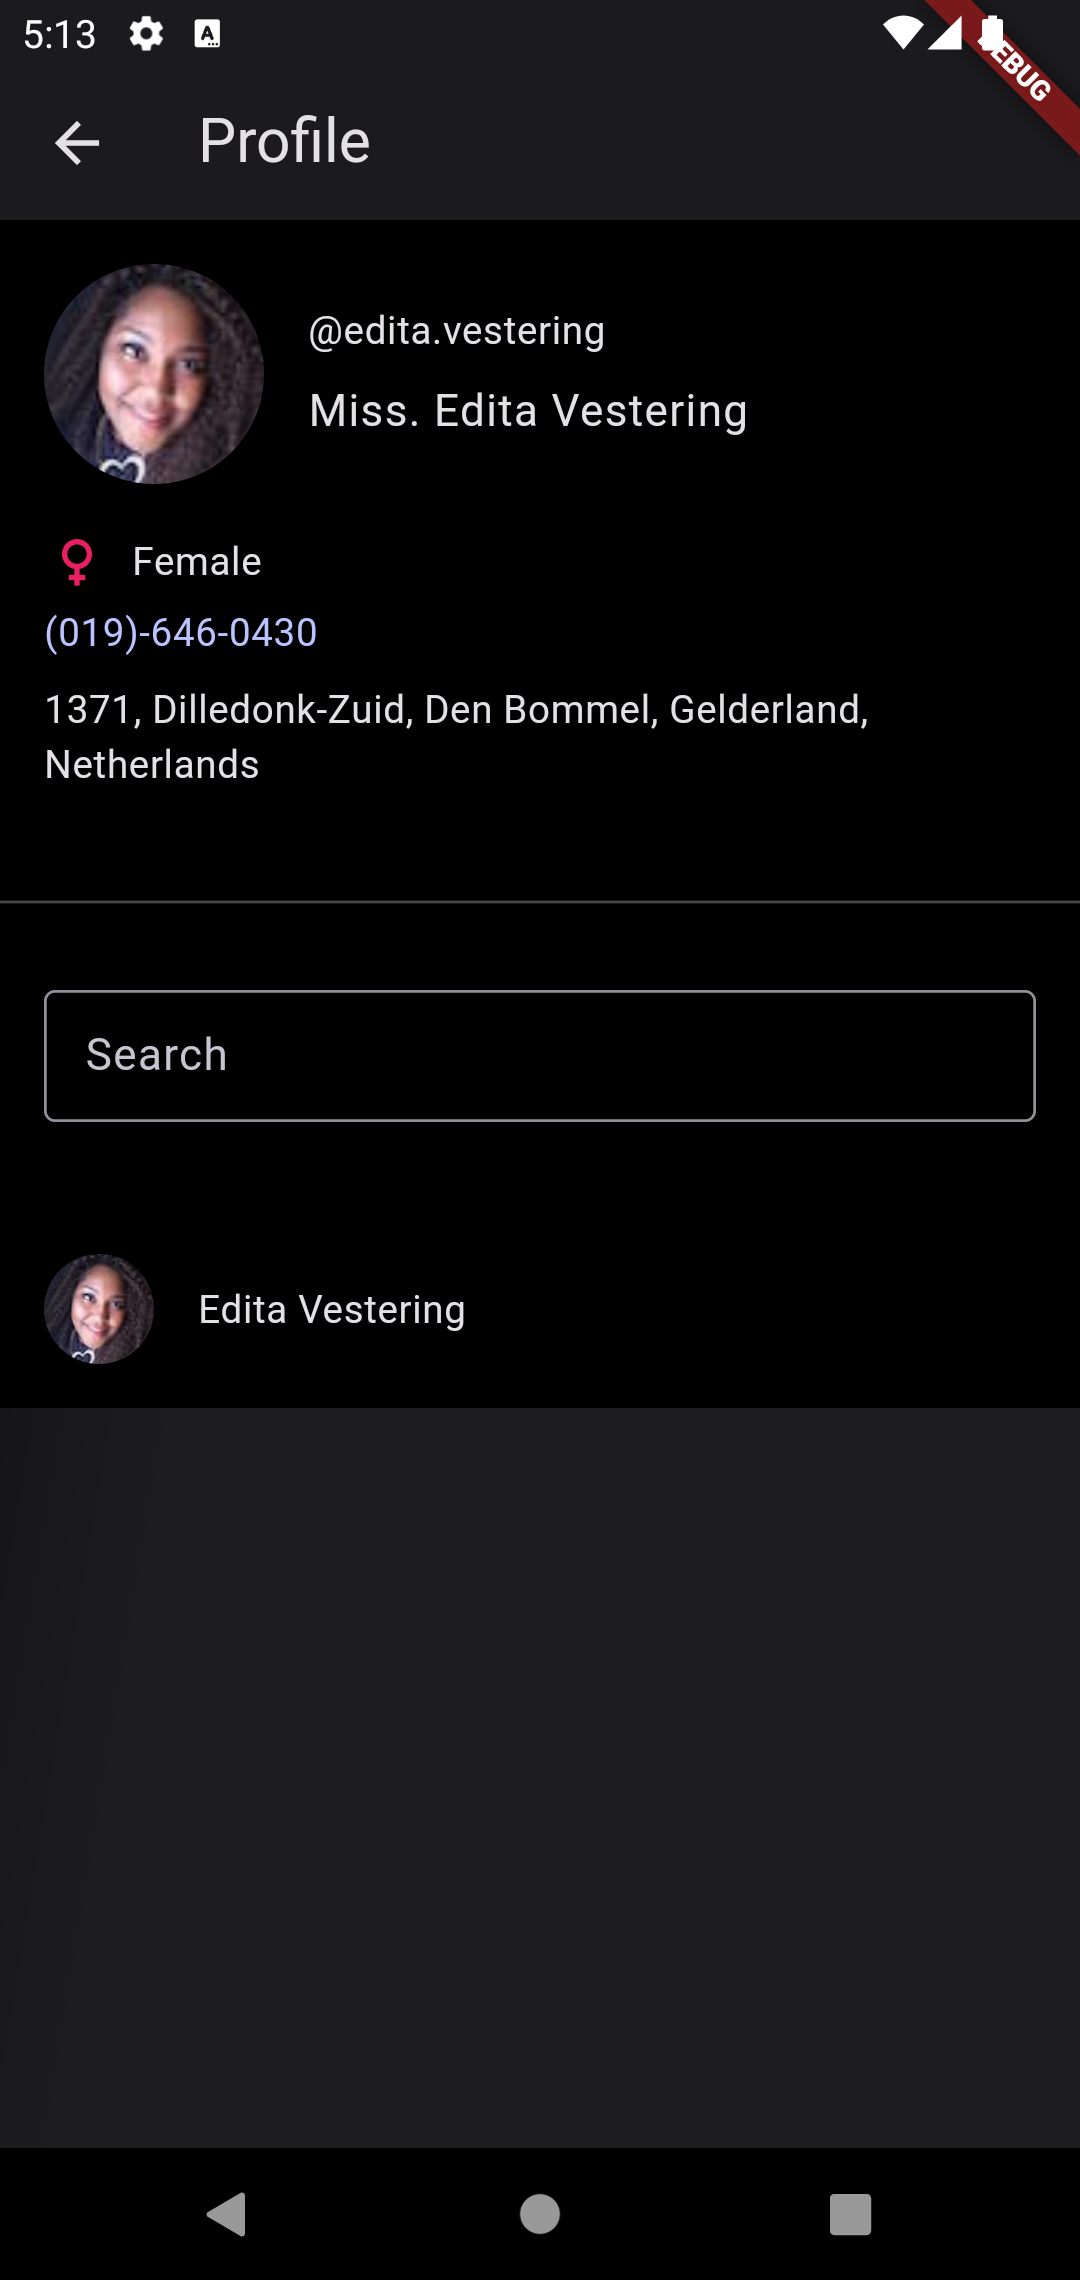 5:13
EBUG
Profile
@edita.vestering
Miss. Edita Vestering
Female
(019)-646-0430
1371, Dilledonk-Zuid, Den Bommel, Gelderland,
Netherlands
Search
Edita Vestering